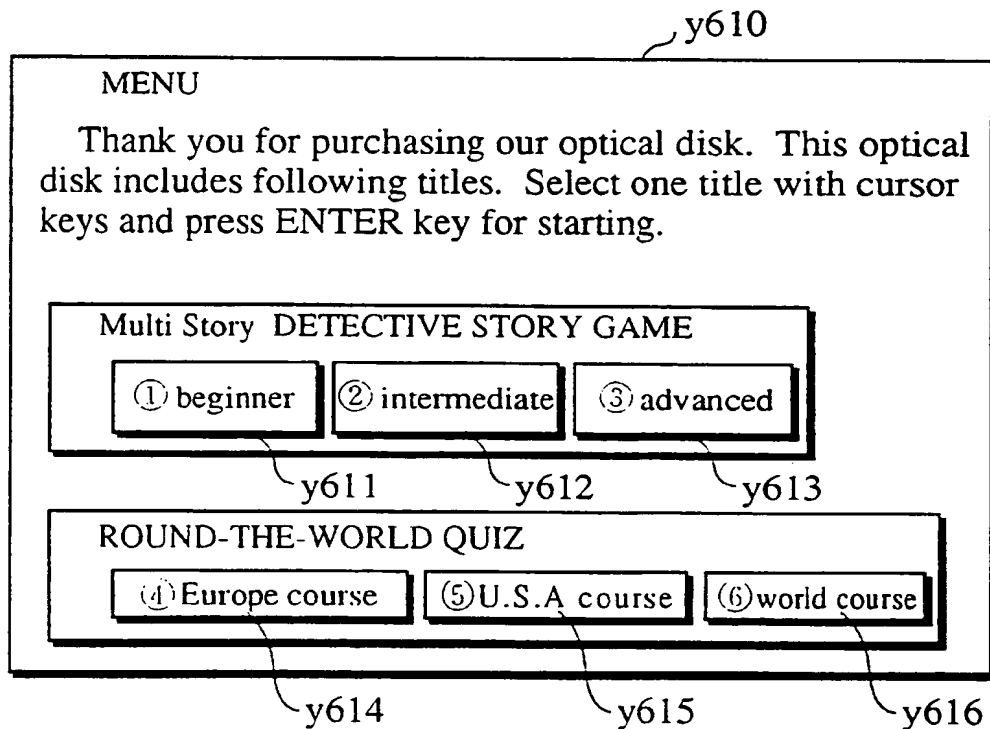 y610
MENU
Thank you for purchasing our optical disk. This optical
disk includes following titles. Select one title with cursor
keys and press ENTER key for starting.
Multi Story DETECTIVE STORY GAME
① beginner ② intermediate ③ advanced
y611 y612 y613
ROUND-THE-WORLD QUIZ
④ Europe course ⑤ U.S.A course ⑥ world course
y614 y615 y616